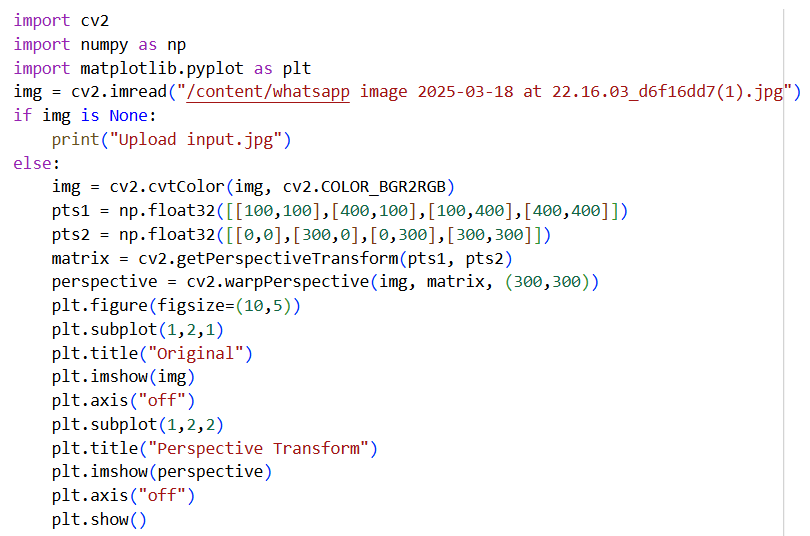 import cv2
import numpy as np
import matplotlib.pyplot as plt
img = cv2.imread("/content/whatsapp image 2025-03-18 at 22.16.03_d6f16dd7(1).jpg")
if img is None:
    print("Upload input.jpg")
else:
    img = cv2.cvtColor(img, cv2.COLOR_BGR2RGB)
    pts1 = np.float32([[100,100],[400,100],[100,400],[400,400]])
    pts2 = np.float32([[0,0],[300,0],[0,300],[300,300]])
    matrix = cv2.getPerspectiveTransform(pts1, pts2)
    perspective = cv2.warpPerspective(img, matrix, (300,300))
    plt.figure(figsize=(10,5))
    plt.subplot(1,2,1)
    plt.title("Original")
    plt.imshow(img)
    plt.axis("off")
    plt.subplot(1,2,2)
    plt.title("Perspective Transform")
    plt.imshow(perspective)
    plt.axis("off")
    plt.show()